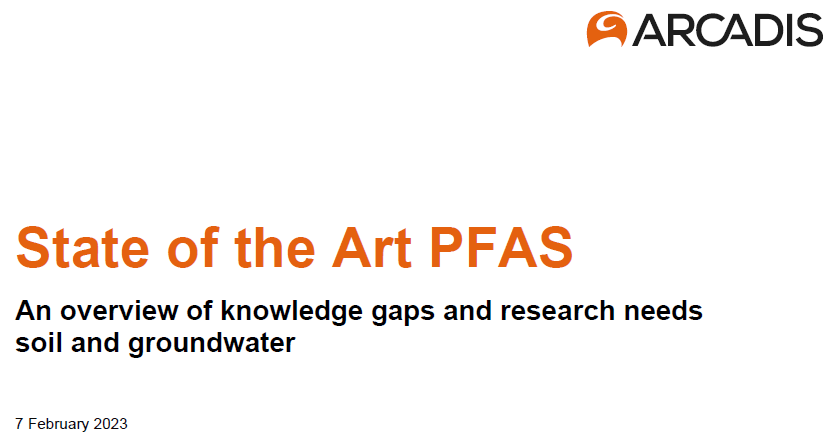 ARCADIS
State of the Art PFAS
An overview of knowledge gaps and research needs
soil and groundwater
7 February 2023